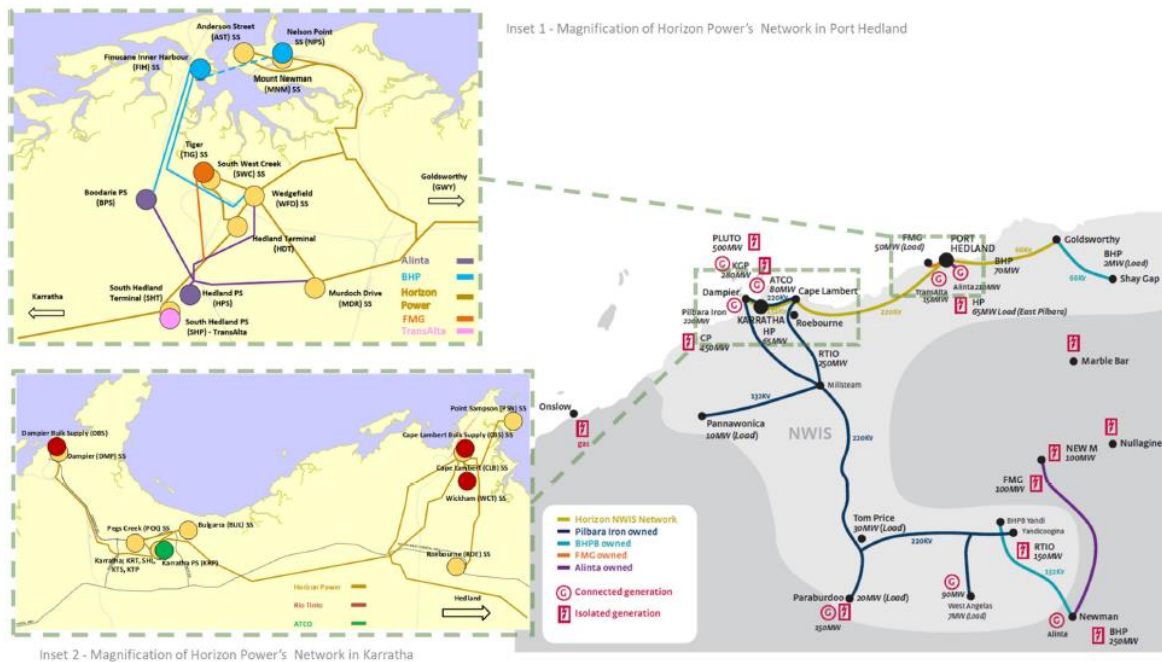 Inset 1 - Magnification of Horizon Power's Network in Port Hedland
Anderson Street
(AST) SS
Nelson Point
SS (NPS)
Finucane Inner Harbour
(FIH) SS
Mount Newman
(MNM) SS
Tiger
(TIG) SS
South West Creek
(SWC) SS
Goldsworthy
(GWY)
Boodarie PS
(BPS)
Wedgefield
(WFD) SS
Hedland Terminal
(HDT)
Alinta
BHP
Horizon
Power
FMG
TransAlta
South Hedland
Terminal (SHT)
Hedland PS
(HPS)
Murdoch Drive
(MDR) SS
Karratha
South Hedland PS
(SHP) - TransAlta
Point Sampson (PSN) SS
Dampier Bulk Supply (DBS)
Cape Lambert Bulk Supply (CBS) SS
Dampier (DMP) SS
Cape Lambert (CLB) SS
Wickham (WCT) SS
Pegs Creek (PCK) SS
Bulgarra (BUL) SS
Karratha; KRT, SHL,
KTS, KTP
Karratha PS (KRP)
Roebourne (ROE) SS
Horizon Power
Rio Tinto
ATCO
Hedland
Inset 2 - Magnification of Horizon Power's Network in Karratha
PLUTO
500MW
KGP
280MW
ATCO
80MW
Dampier
220KV
Cape Lambert
Pilbara Iron
220MW
KARRATHA
HP
65MW
Roebourne
CP
450MW
RTIO
250MW
Millstream
132KV
Pannawonica
10MW (Load)
Onslow
gas
NWIS
220KV
220KV
FMG
50MW (Load)
PORT
HEDLAND
66KV
Goldsworthy
BHP
2MW (Load)
66KV
Shay Gap
BHP
70MW
TransAlta
158MW
Alinta 210MW
HP
65MW Load (East Pilbara)
Marble Bar
Nullagine
NEW M
100MW
FMG
100MW
Tom Price
30MW (Load)
220KV
BHPB Yandi
Yandicoogina
RTIO
150MW
132KV
90MW
West Angelas
7MW (Load)
Paraburdoo
20MW (Load)
150MW
Newman
Alinta
BHP
250MW
Horizon NWIS Network
Pilbara Iron owned
BHPB owned
FMG owned
Alinta owned
G
Connected generation
Isolated generation